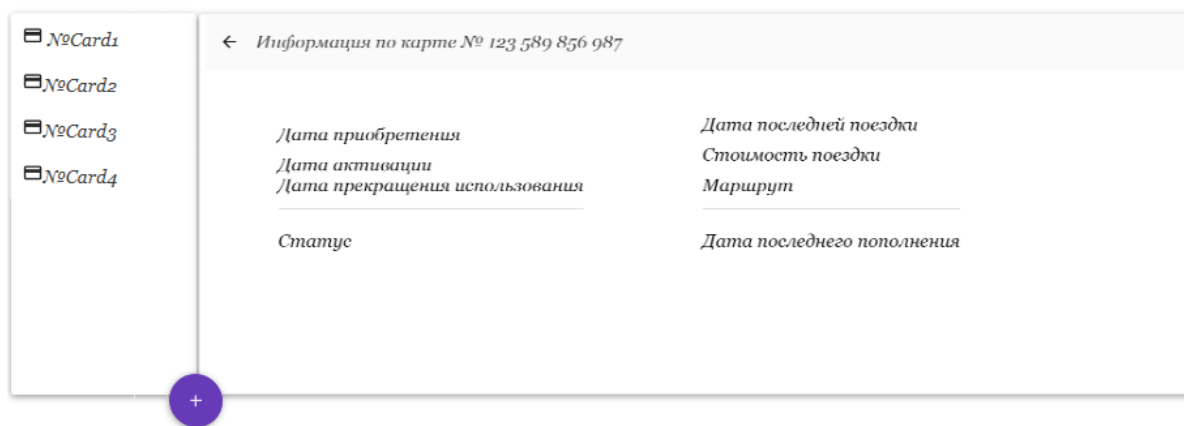 №Card1
№Card2
№Card3
№Card4
Информация по карте № 123 589 856 987
Дата приобретения
Дата активации
Дата прекращения использования
Статус
Дата последней поездки
Стоимость поездки
Маршрут
Дата последнего пополнения
+